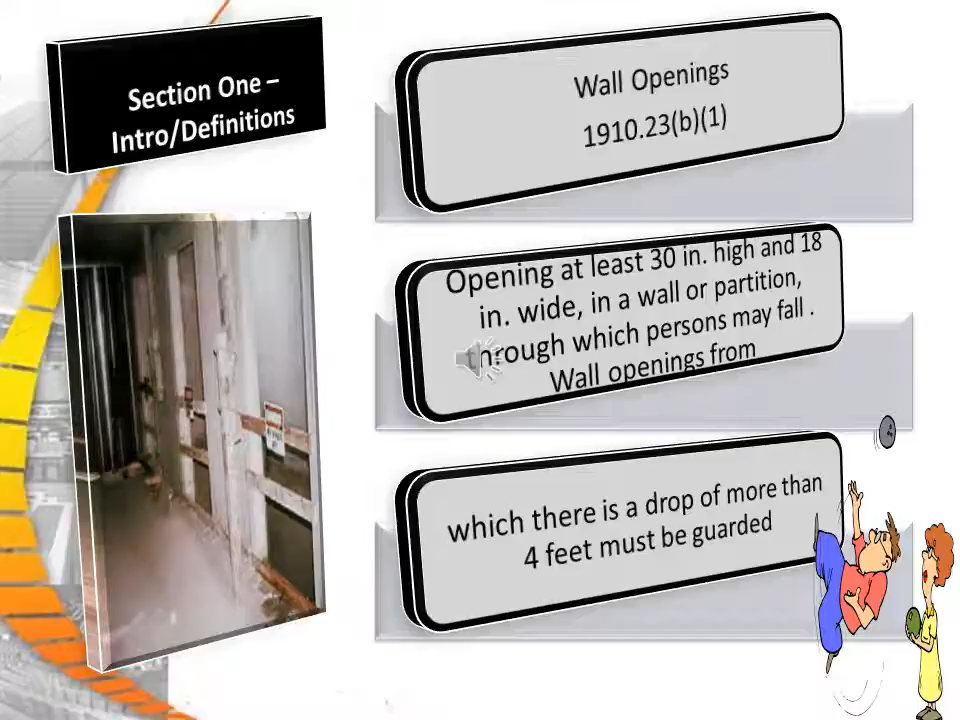 Section One –
Intro/Definitions
Wall Openings
1910.23(b)(1)
Opening at least 30 in. high and 18
in. wide, in a wall or partition,
through which persons may fall .
Wall openings from
which there is a drop of more than
4 feet must be guarded